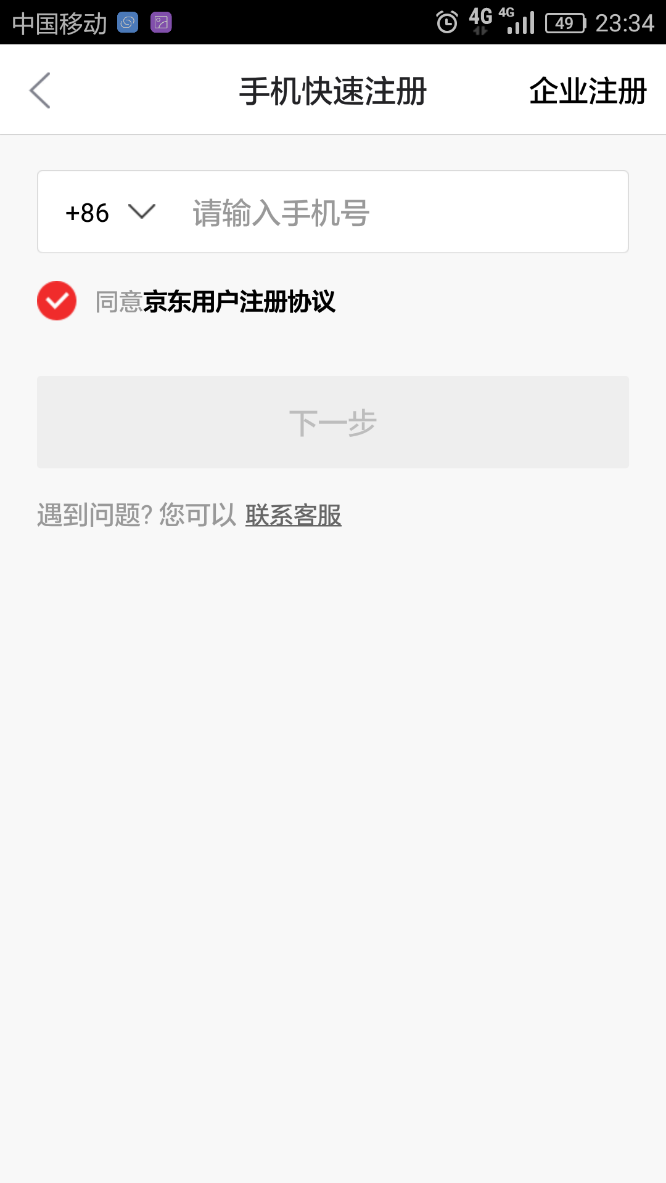 中国移动 4G 4G 49 23:34
手机快速注册 企业注册
+86 请输入手机号
同意京东用户注册协议
下一步
遇到问题? 您可以 联系客服